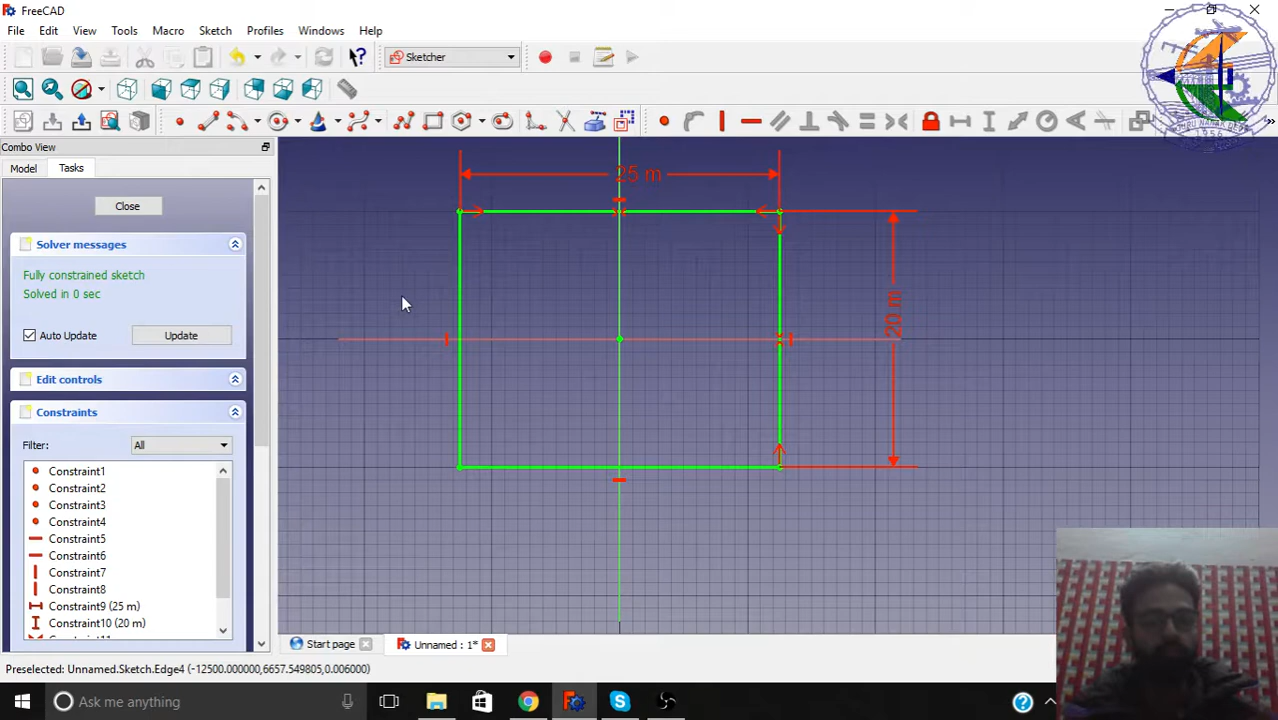 FreeCAD
File Edit View Tools Macro Sketch Profiles Windows Help
Sketcher
Combo View
Model Tasks
Close
Solver messages
Fully constrained sketch
Solved in 0 sec
Auto Update Update
Edit controls
Constraints
Filter: All
Constraint1
Constraint2
Constraint3
Constraint4
Constraint5
Constraint6
Constraint7
Constraint8
Constraint9 (25 m)
Constraint10 (20 m)
Constraint11
25 m
20 m
Start page Unnamed : 1*
Preselected: Unnamed.Sketch.Edge4 (-12500.000000,6657.549805,0.006000)
Ask me anything
1956